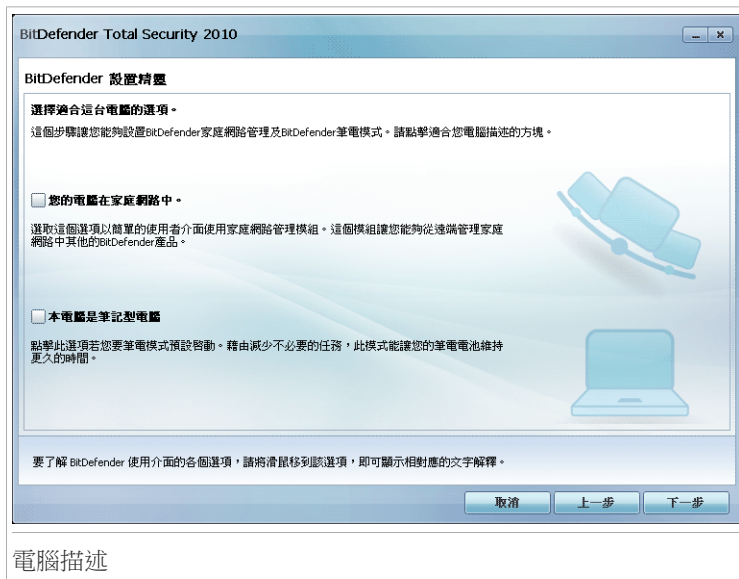 BitDefender Total Security 2010
BitDefender 設置精靈
選擇適合這台電腦的選項。
這個步驟讓您能夠設置BitDefender家庭網路管理及BitDefender筆電模式。請點擊適合您電腦描述的方塊。
您的電腦在家庭網路中。
選取這個選項以簡單的使用者介面使用家庭網路管理模組。這個模組讓您能夠從遠端管理家庭
網路中其他的BitDefender產品。
本電腦是筆記型電腦
點擊此選項若您要筆電模式預設啓動。藉由減少不必要的任務，此模式能讓您的筆電電池維持
更久的時間。
要了解 BitDefender 使用介面的各個選項，請將滑鼠移到該選項，即可顯示相對應的文字解釋。
取消
上一步
下一步
電腦描述